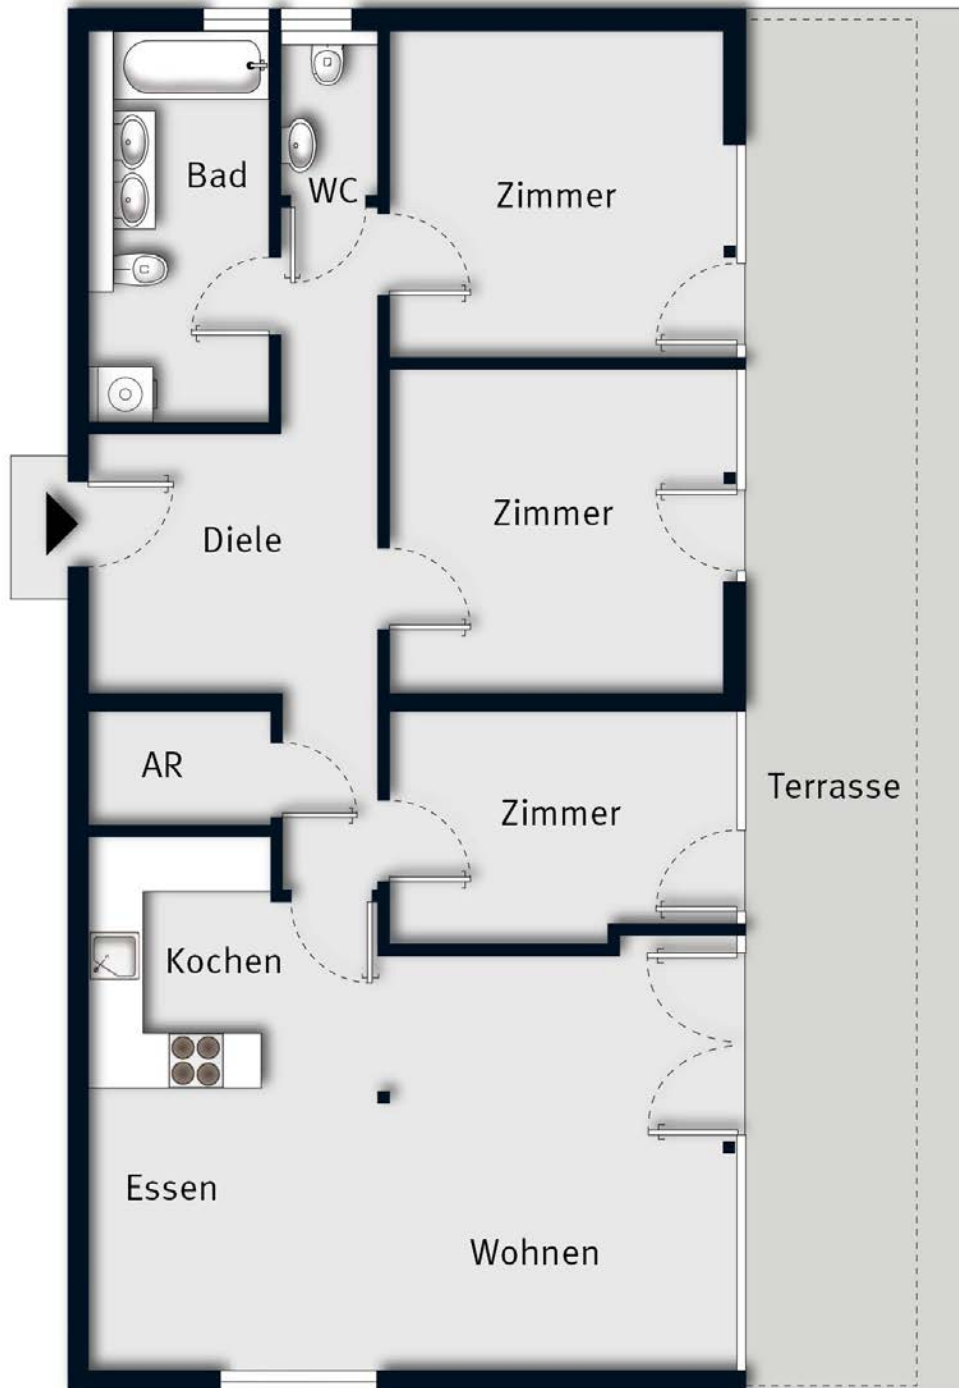 Bad
WC
Zimmer
Zimmer
Diele
AR
Zimmer
Terrasse
Kochen
Essen
Wohnen